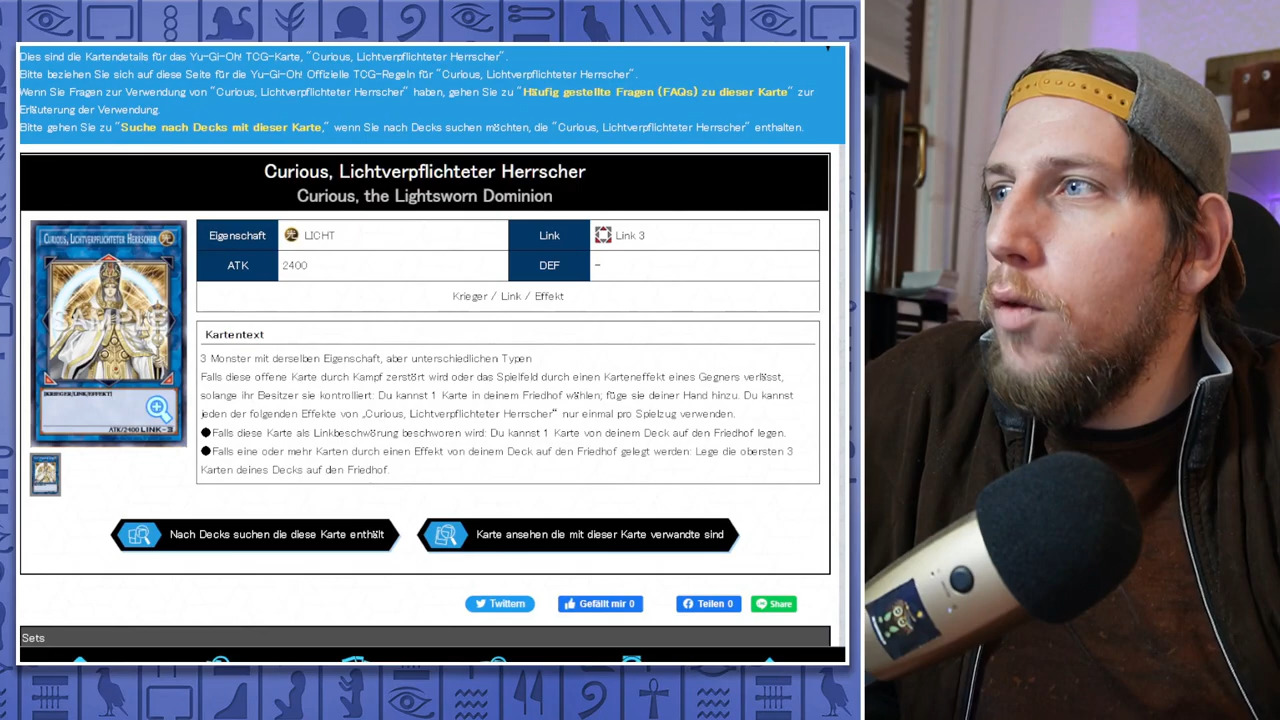 Dies sind die Kartendetails für das Yu-Gi-Oh! TCG-Karte, "Curious, Lichtverpflichteter Herrscher".
Bitte beziehen Sie sich auf diese Seite für die Yu-Gi-Oh! Offizielle TCG-Regeln für "Curious, Lichtverpflichteter Herrscher".
Wenn Sie Fragen zur Verwendung von "Curious, Lichtverpflichteter Herrscher" haben, gehen Sie zu "Häufig gestellte Fragen (FAQs) zu dieser Karte" zur
Erläuterung der Verwendung.
Bitte gehen Sie zu "Suche nach Decks mit dieser Karte," wenn Sie nach Decks suchen möchten, die "Curious, Lichtverpflichteter Herrscher" enthalten.
Curious, Lichtverpflichteter Herrscher
Curious, the Lightsworn Dominion
CURIOUS, LICHTVERPFLICHTETER HERRSCHER
SAMPLE
[KRIEGER/LINK/EFFEKT]
ATK/2400 LINK-3
Eigenschaft LICHT Link Link 3
ATK 2400 DEF -
Krieger / Link / Effekt
Kartentext
3 Monster mit derselben Eigenschaft, aber unterschiedlichen Typen
Falls diese offene Karte durch Kampf zerstört wird oder das Spielfeld durch einen Karteneffekt eines Gegners verlässt,
solange ihr Besitzer sie kontrolliert: Du kannst 1 Karte in deinem Friedhof wählen; füge sie deiner Hand hinzu. Du kannst
jeden der folgenden Effekte von „Curious, Lichtverpflichteter Herrscher“ nur einmal pro Spielzug verwenden.
●Falls diese Karte als Linkbeschwörung beschworen wird: Du kannst 1 Karte von deinem Deck auf den Friedhof legen.
●Falls eine oder mehr Karten durch einen Effekt von deinem Deck auf den Friedhof gelegt werden: Lege die obersten 3
Karten deines Decks auf den Friedhof.
Nach Decks suchen die diese Karte enthält
Karte ansehen die mit dieser Karte verwandte sind
Twittern
Gefällt mir 0
Teilen 0
Share
Sets